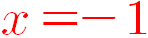 x = −1